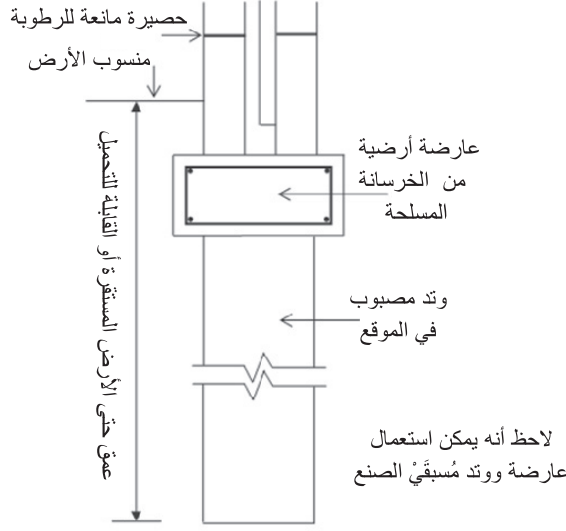 حصيرة مانعة للرطوبة
منسوب الأرض
عارضة أرضية
من الخرسانة
المسلحة
عمق حتى الأرض المستقرة أو القابلة للتحميل
وتد مصبوب
في الموقع
لاحظ أنه يمكن استعمال
عارضة ووتد مُسبقَيْ الصنع